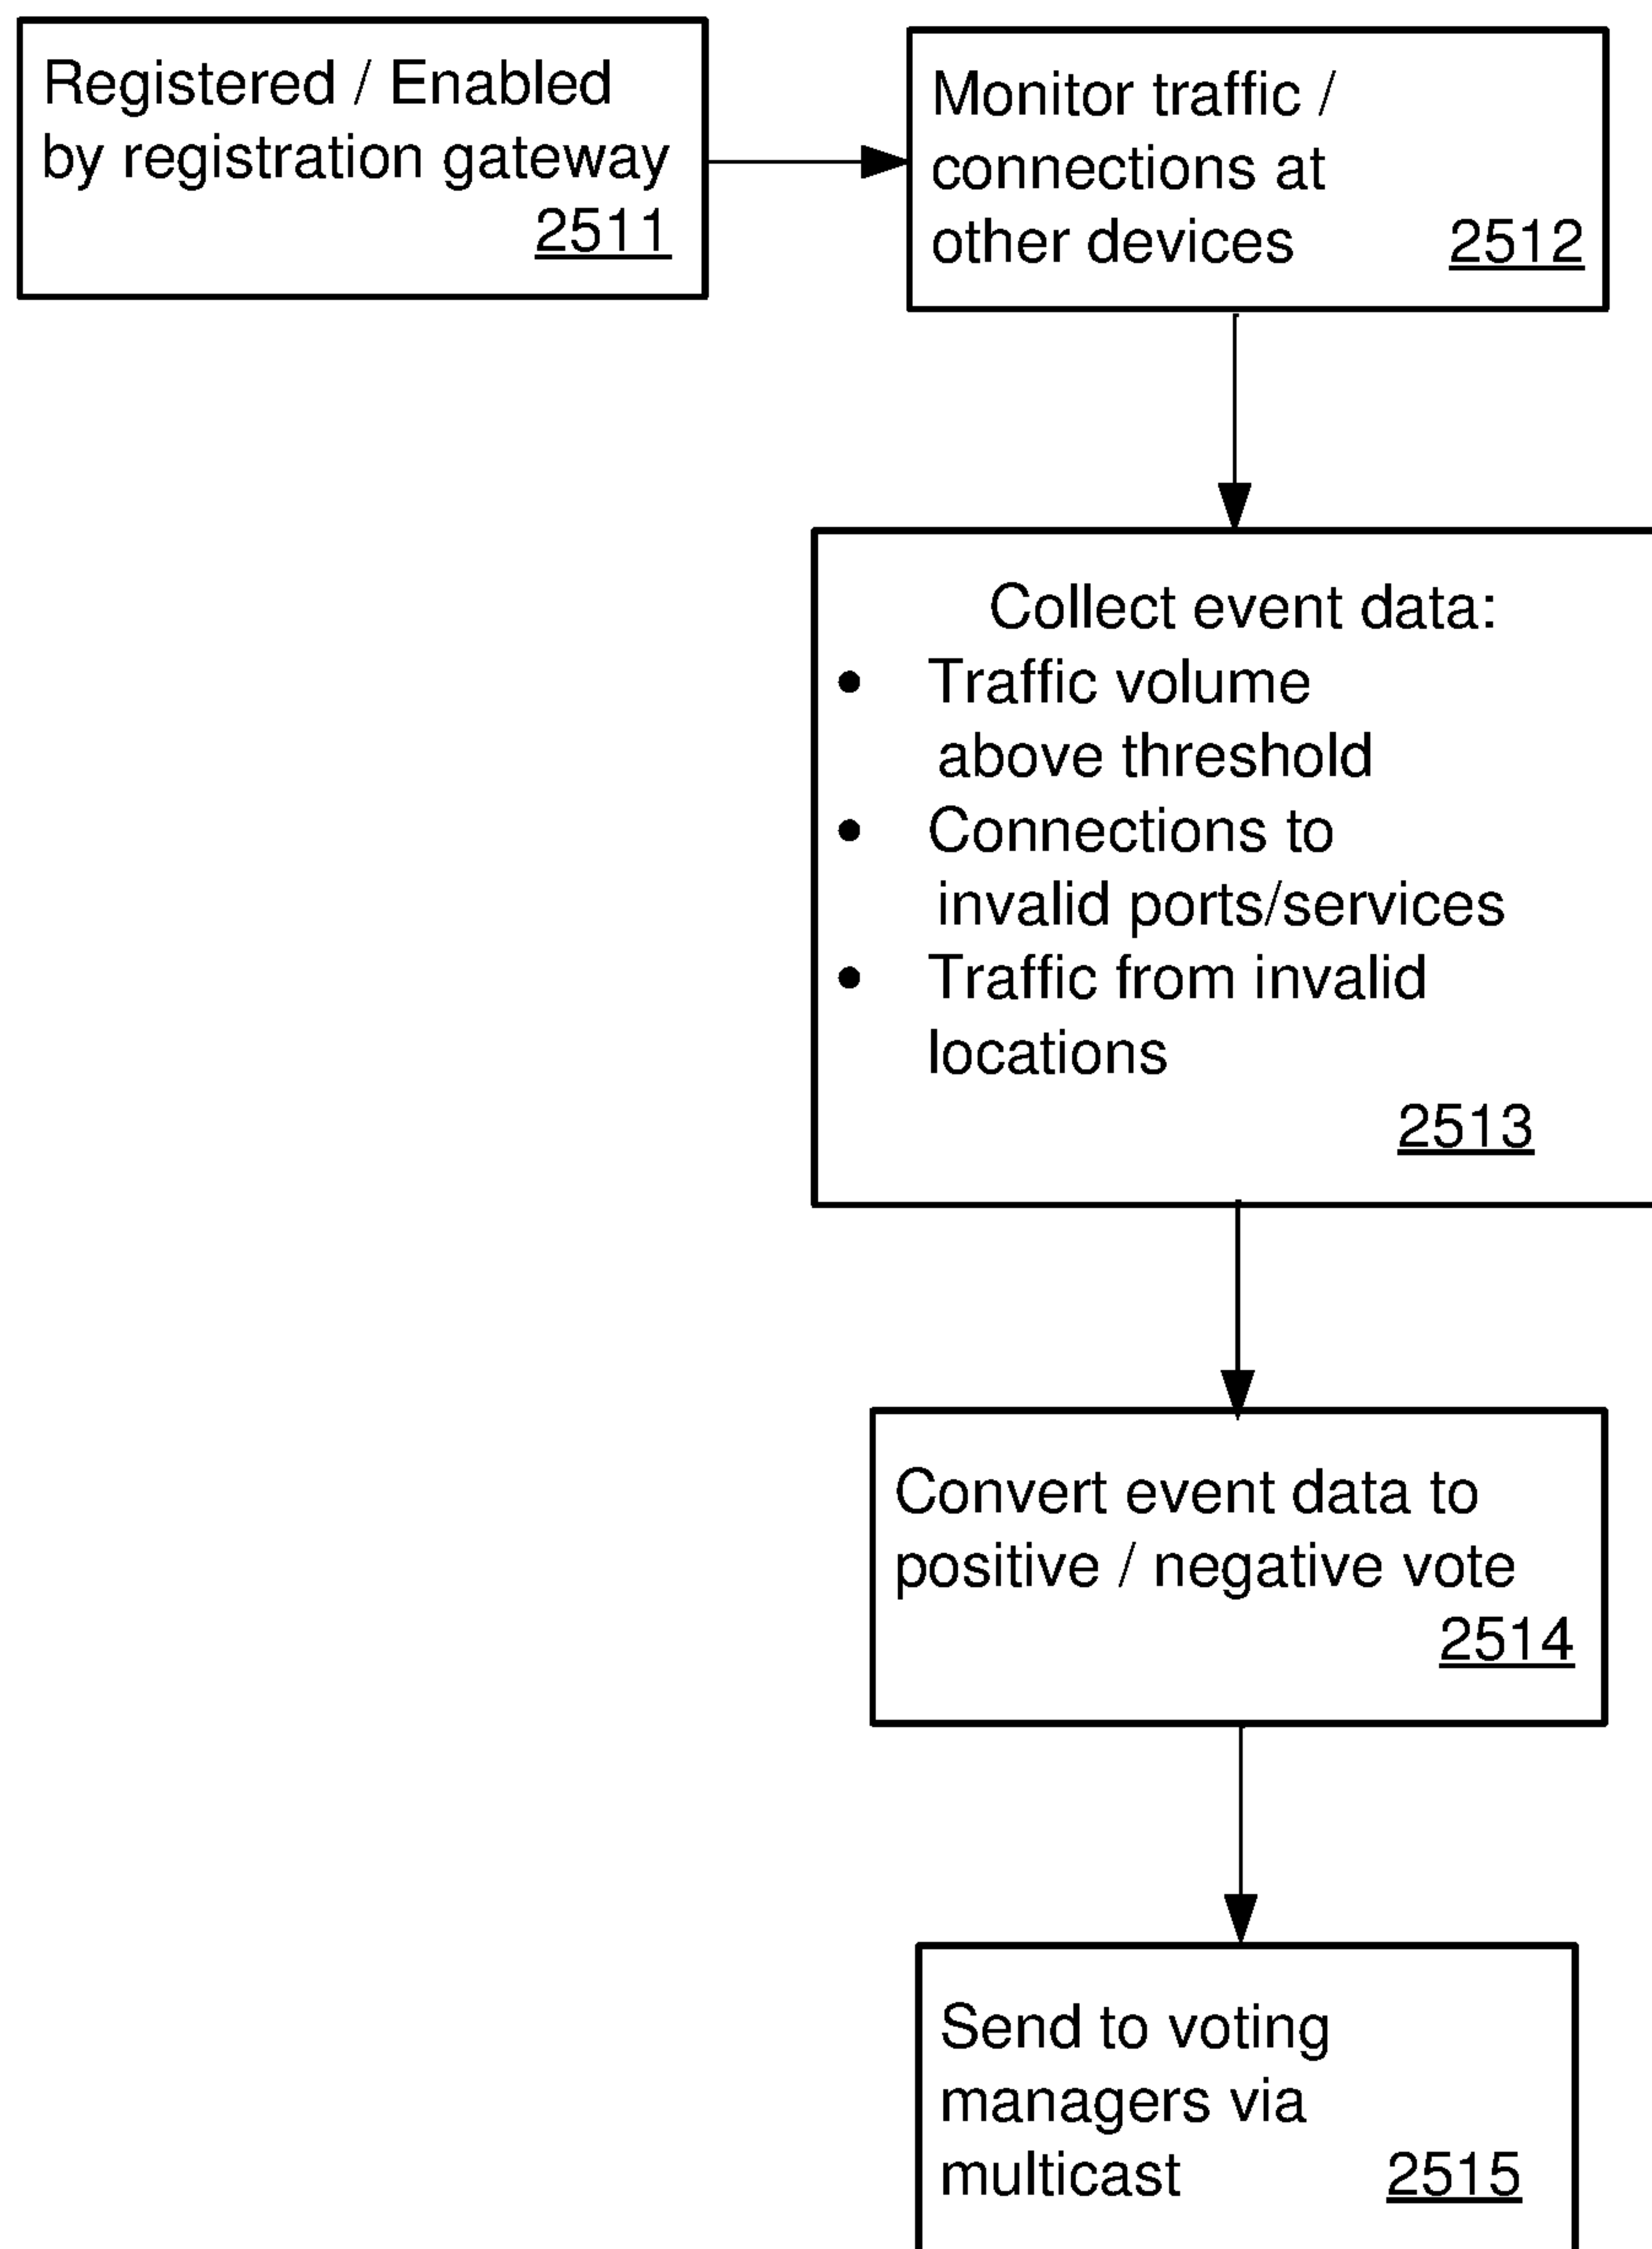 Registered / Enabled
by registration gateway
2511
Monitor traffic /
connections at
other devices 2512
Collect event data:
• Traffic volume
above threshold
• Connections to
invalid ports/services
• Traffic from invalid
locations
2513
Convert event data to
positive / negative vote
2514
Send to voting
managers via
multicast 2515